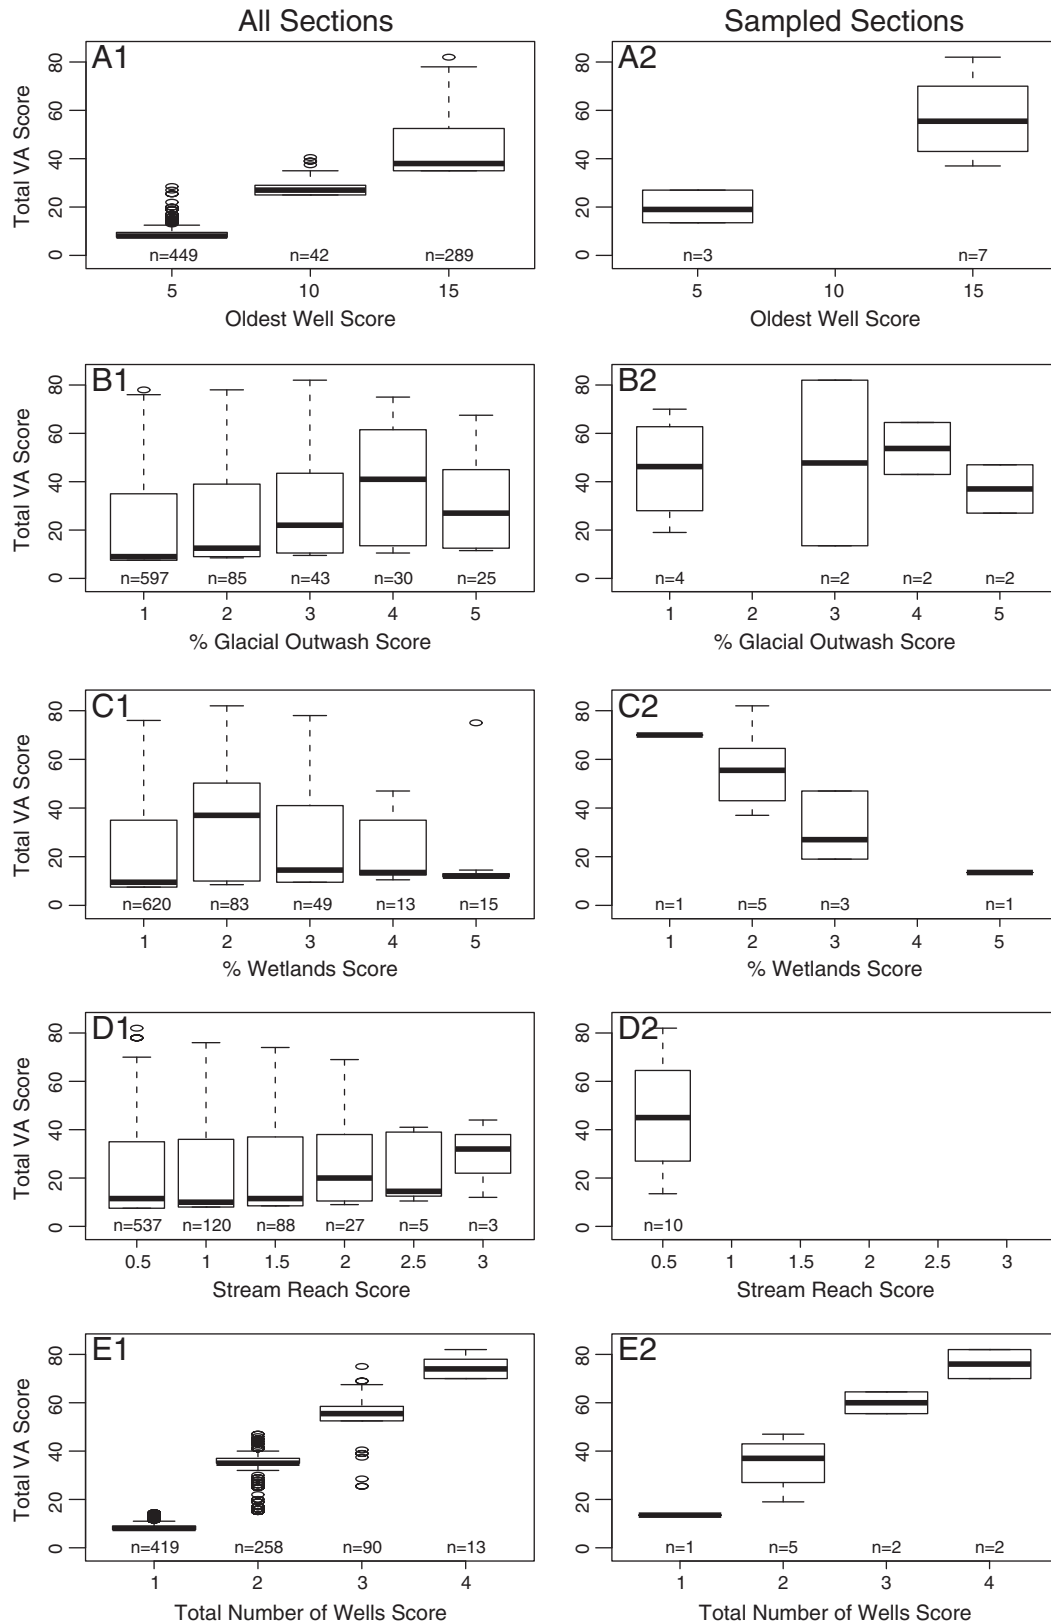 All Sections
Sampled Sections
A1
Total VA Score
0 20 40 60 80
n=449 n=42 n=289
5 10 15
Oldest Well Score
A2
0 20 40 60 80
n=3 n=7
5 10 15
Oldest Well Score
B1
Total VA Score
0 20 40 60 80
n=597 n=85 n=43 n=30 n=25
1 2 3 4 5
% Glacial Outwash Score
B2
0 20 40 60 80
n=4 n=2 n=2 n=2
1 2 3 4 5
% Glacial Outwash Score
C1
Total VA Score
0 20 40 60 80
n=620 n=83 n=49 n=13 n=15
1 2 3 4 5
% Wetlands Score
C2
0 20 40 60 80
n=1 n=5 n=3 n=1
1 2 3 4 5
% Wetlands Score
D1
Total VA Score
0 20 40 60 80
n=537 n=120 n=88 n=27 n=5 n=3
0.5 1 1.5 2 2.5 3
Stream Reach Score
D2
0 20 40 60 80
n=10
0.5 1 1.5 2 2.5 3
Stream Reach Score
E1
Total VA Score
0 20 40 60 80
n=419 n=258 n=90 n=13
1 2 3 4
Total Number of Wells Score
E2
0 20 40 60 80
n=1 n=5 n=2 n=2
1 2 3 4
Total Number of Wells Score